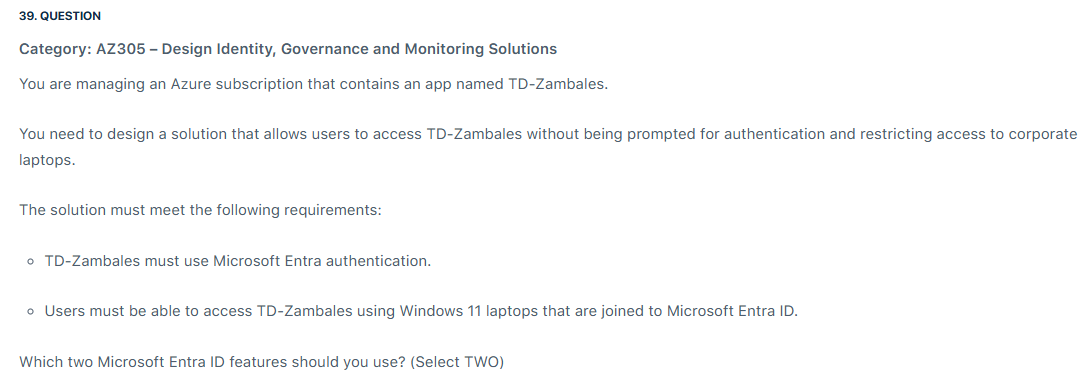 39. QUESTION
Category: AZ305 – Design Identity, Governance and Monitoring Solutions
You are managing an Azure subscription that contains an app named TD-Zambales.
You need to design a solution that allows users to access TD-Zambales without being prompted for authentication and restricting access to corporate
laptops.
The solution must meet the following requirements:
TD-Zambales must use Microsoft Entra authentication.
Users must be able to access TD-Zambales using Windows 11 laptops that are joined to Microsoft Entra ID.
Which two Microsoft Entra ID features should you use? (Select TWO)